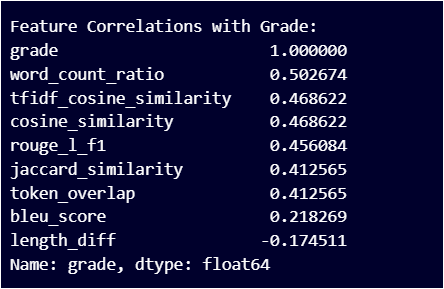 Feature Correlations with Grade:
grade 1.000000
word_count_ratio 0.502674
tfidf_cosine_similarity 0.468622
cosine_similarity 0.468622
rouge_l_f1 0.456084
jaccard_similarity 0.412565
token_overlap 0.412565
bleu_score 0.218269
length_diff -0.174511
Name: grade, dtype: float64